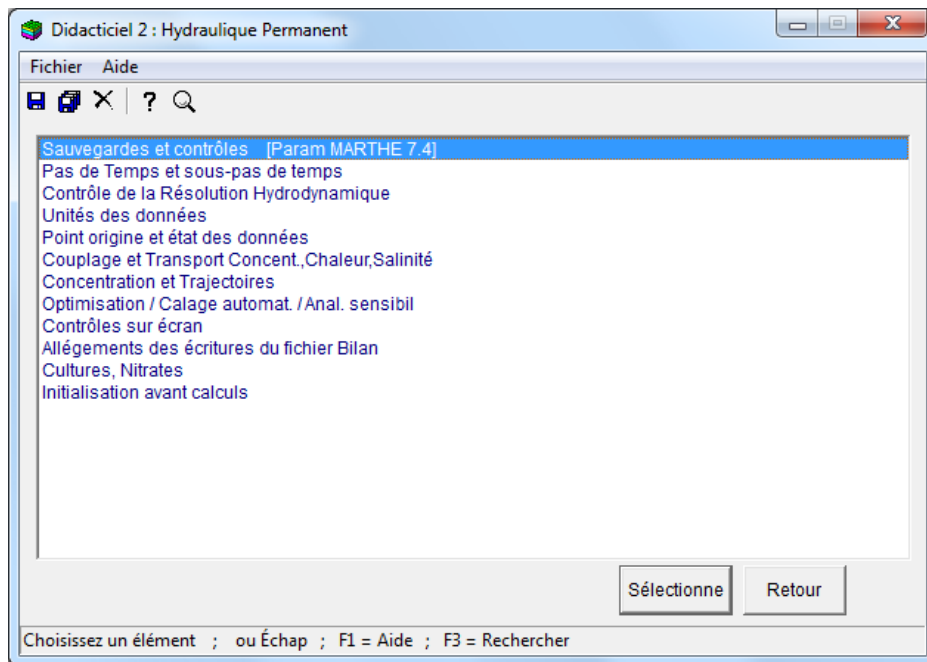 Didacticiel 2 : Hydraulique Permanent
Fichier Aide
?
Sauvegardes et contrôles [Param MARTHE 7.4]
Pas de Temps et sous-pas de temps
Contrôle de la Résolution Hydrodynamique
Unités des données
Point origine et état des données
Couplage et Transport Concent.,Chaleur,Salinité
Concentration et Trajectoires
Optimisation / Calage automat. / Anal. sensibil
Contrôles sur écran
Allégements des écritures du fichier Bilan
Cultures, Nitrates
Initialisation avant calculs
Sélectionne Retour
Choisissez un élément ; ou Échap ; F1 = Aide ; F3 = Rechercher